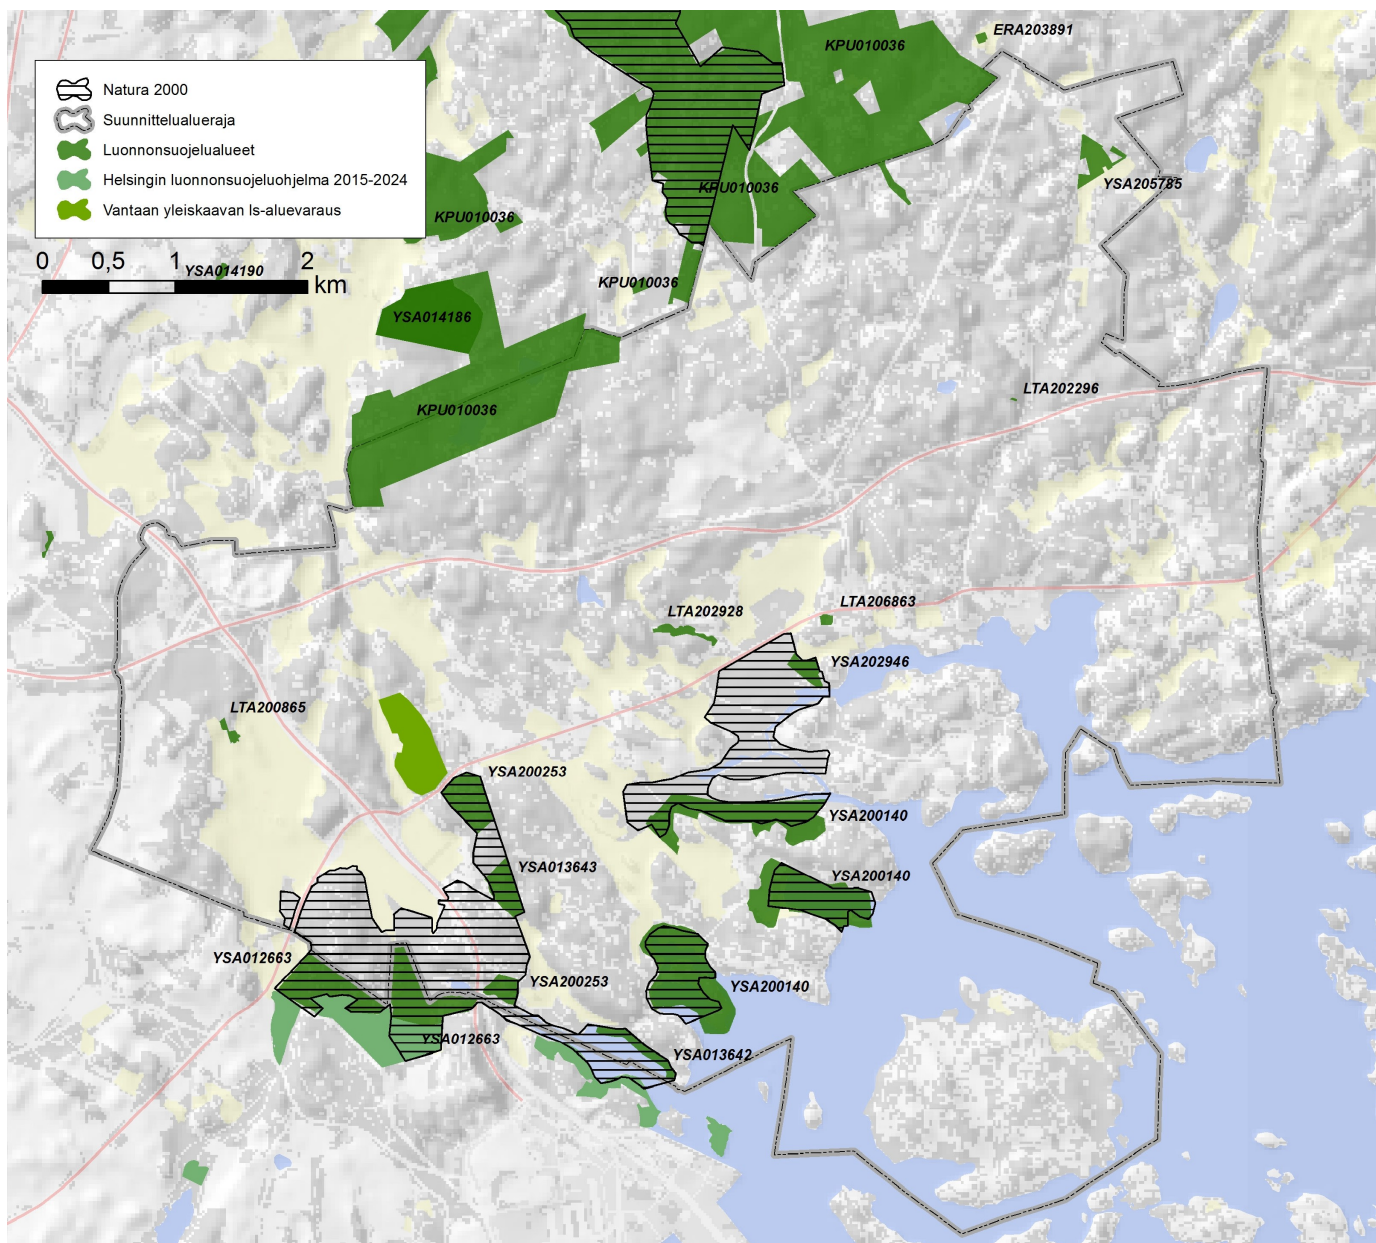 KPU010036
ERA203891
Natura 2000
Suunnittelualueraja
Luonnonsuojelualueet
Helsingin luonnonsuojeluohjelma 2015-2024
Vantaan yleiskaavan ls-aluevaraus
YSA205785
KPU010036
KPU010036
0 0,5 1 2
km
YSA014190
KPU010036
YSA014186
LTA202296
KPU010036
LTA202928
LTA206863
YSA202946
LTA200865
YSA200253
YSA200140
YSA013643
YSA200140
YSA012663
YSA200253
YSA200140
YSA012663
YSA013642